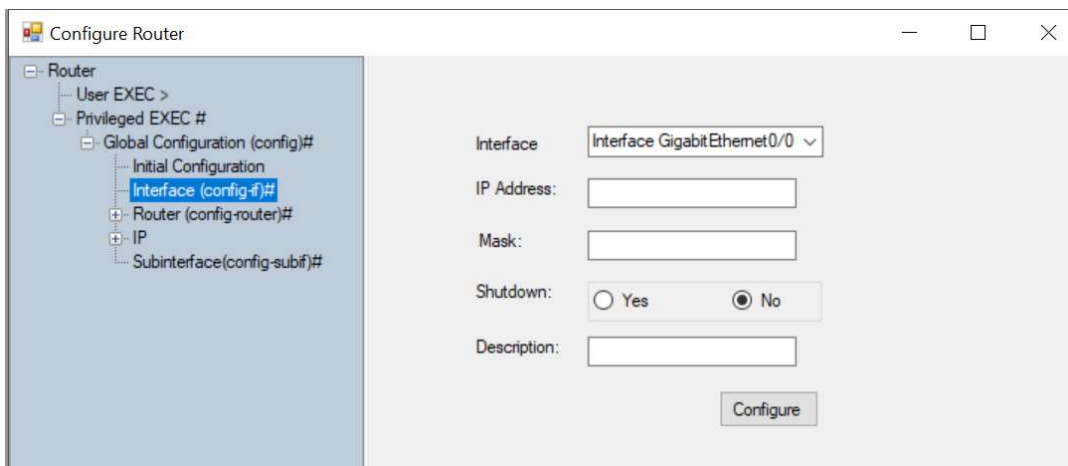 Configure Router
Router
User EXEC >
Privileged EXEC #
Global Configuration (config)#
Initial Configuration
Interface (config-if)#
Router (config-router)#
IP
Subinterface(config-subif)#
Interface
Interface GigabitEthernet0/0
IP Address:
Mask:
Shutdown:
Yes
No
Description:
Configure